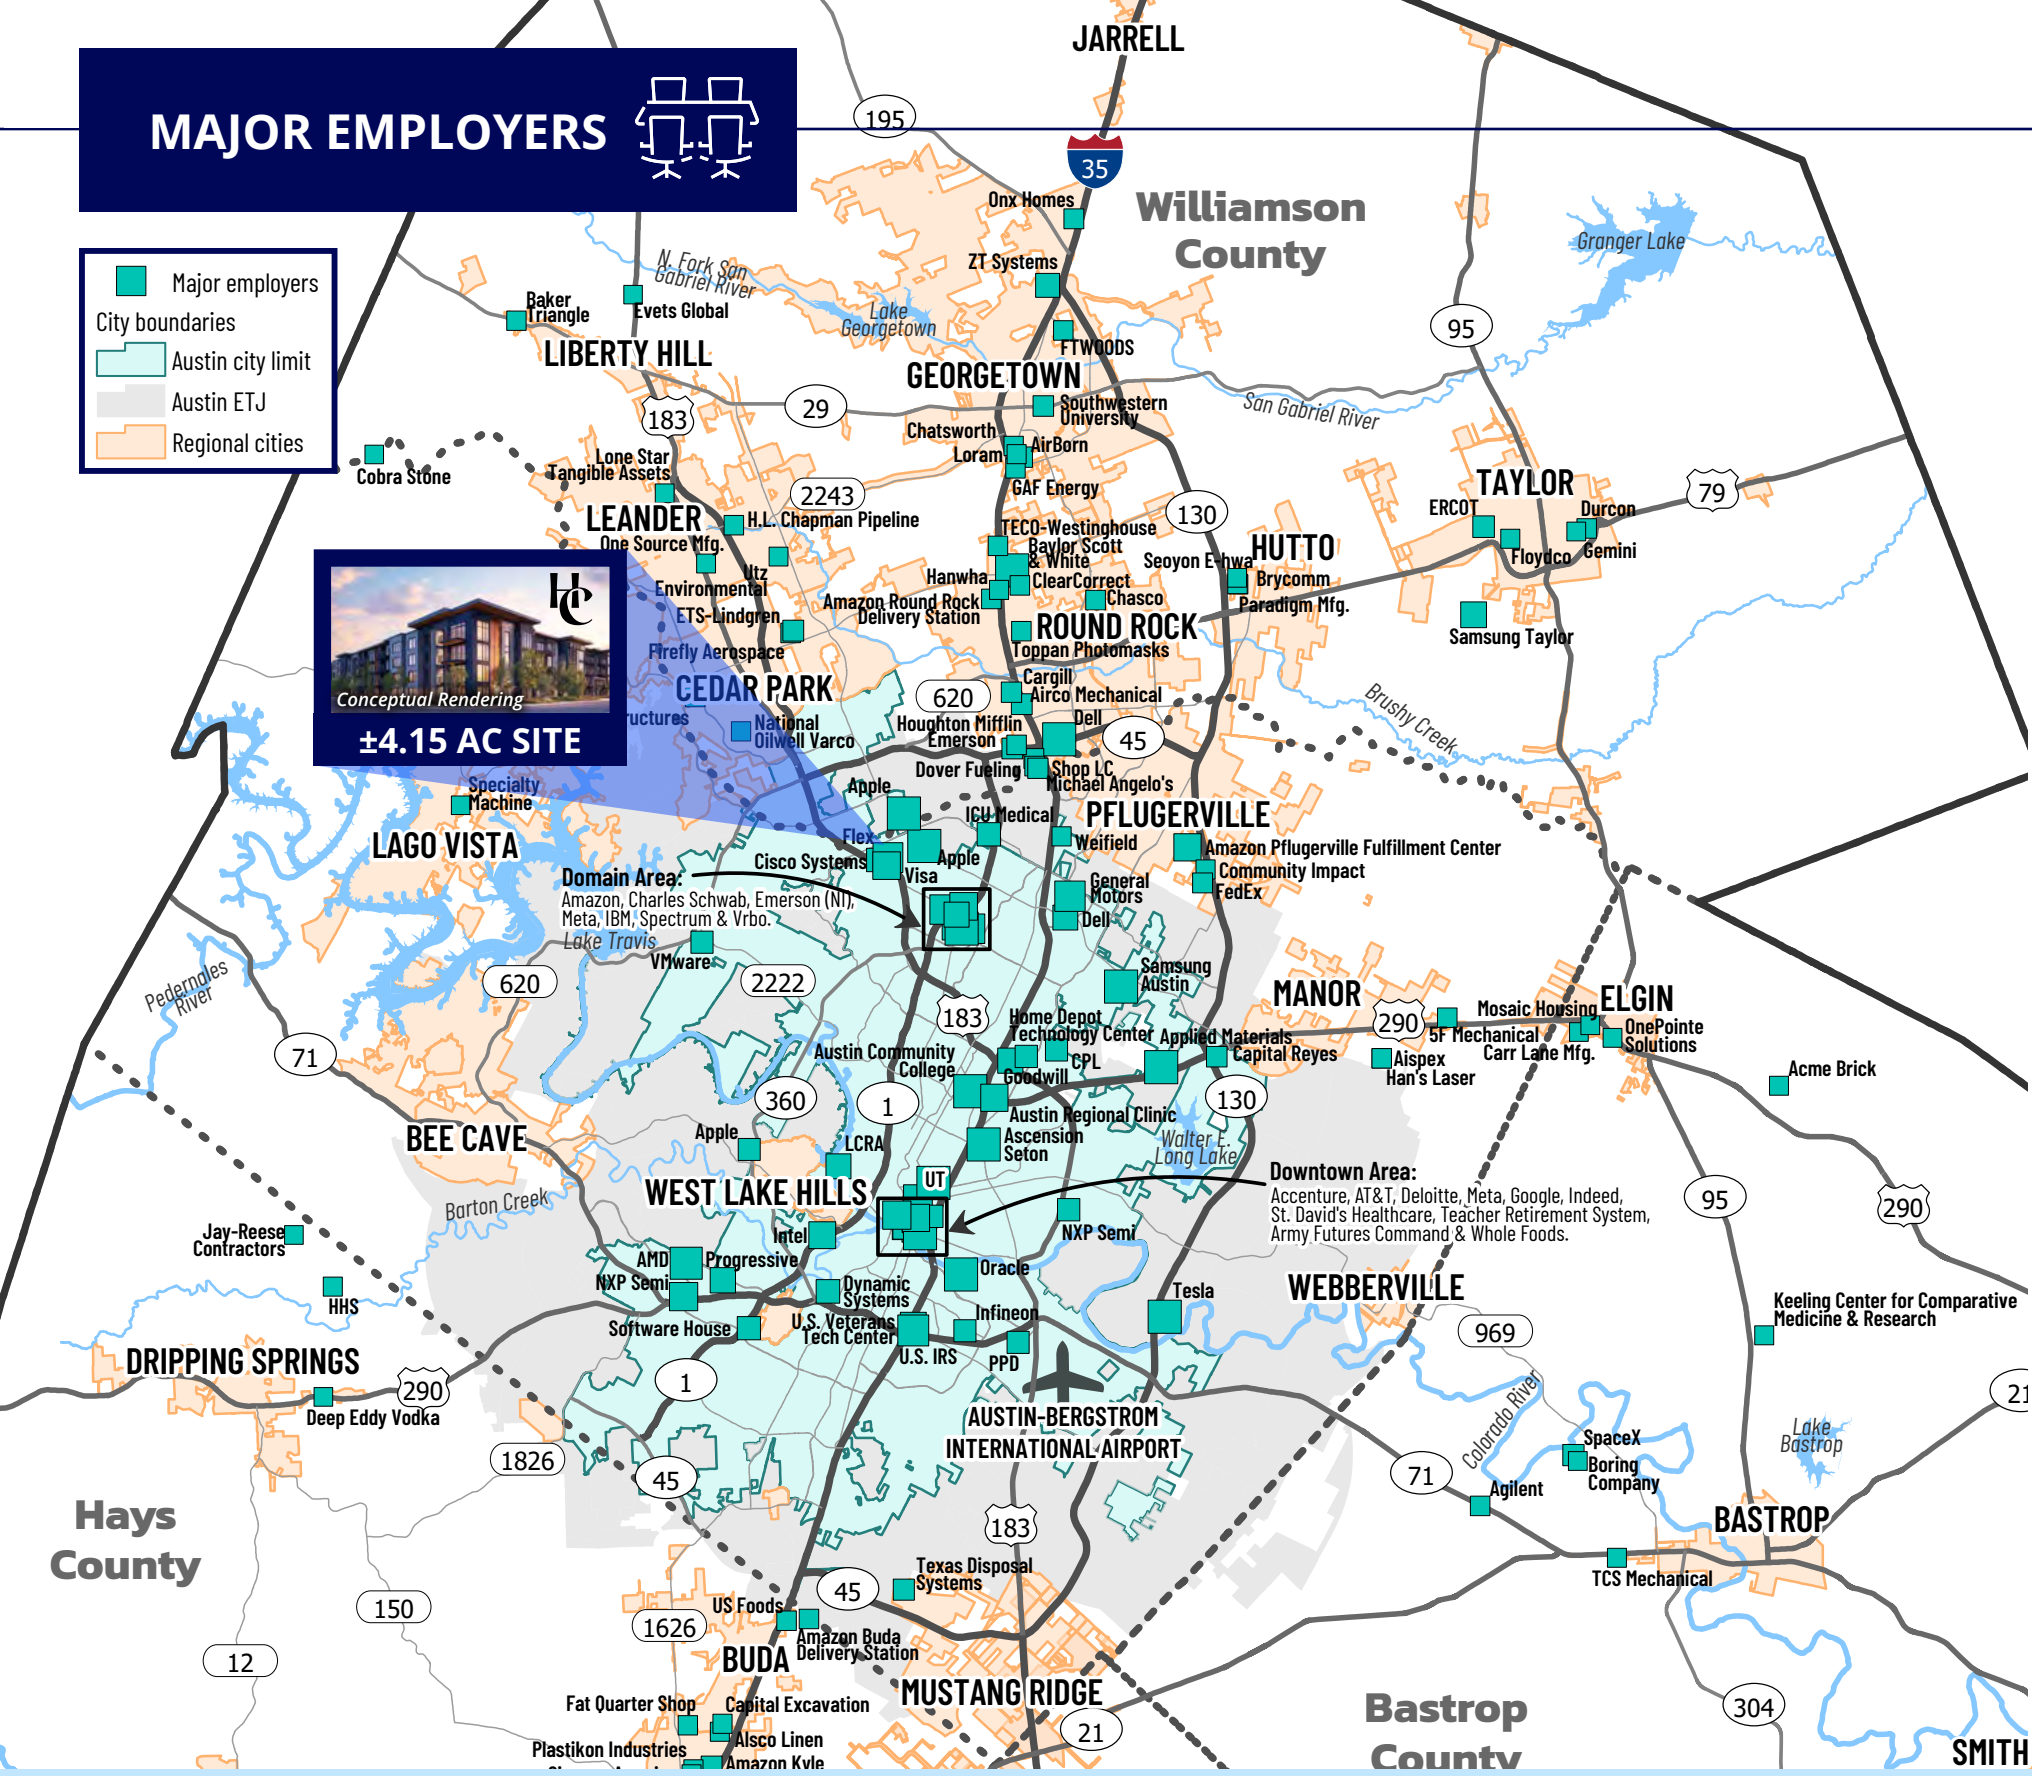 JARRELL
MAJOR EMPLOYERS
195
35
Onx Homes
Williamson
County
Granger Lake
ZT Systems
N. Fork San
Gabriel River
Major employers
City boundaries
Austin city limit
Austin ETJ
Regional cities
Baker
Triangle
Evets Global
Lake
Georgetown
FTWOODS
95
LIBERTY HILL
GEORGETOWN
183
29
Southwestern
University
San Gabriel River
Chatsworth
AirBorn
Loram
GAF Energy
Lone Star
Tangible Assets
Cobra Stone
2243
TAYLOR
79
ERCOT
Durcon
Floydco
Gemini
130
LEANDER
H.L. Chapman Pipeline
One Source Mfg.
TECO-Westinghouse
Baylor Scott
& White
Seoyon E-hwa
HUTTO
Utz
Environmental
Hanwha
ClearCorrect
Brycomm
Amazon Round Rock
Delivery Station
Chasco
Paradigm Mfg.
ETS-Lindgren
ROUND ROCK
Samsung Taylor
Firefly Aerospace
Toppan Photomasks
HC
Conceptual Rendering
±4.15 AC SITE
CEDAR PARK
620
Cargill
Airco Mechanical
Brushy Creek
ructures
National
Oilwell Varco
Houghton Mifflin
Dell
Emerson
45
Dover Fueling
Shop LC
Michael Angelo's
Specialty
Machine
Apple
ICU Medical
PFLUGERVILLE
LAGO VISTA
Flex
Weifield
Amazon Pflugerville Fulfillment Center
Cisco Systems
Apple
Visa
Community Impact
FedEx
Domain Area:
Amazon, Charles Schwab, Emerson (NI),
Meta, IBM, Spectrum & Vrbo.
General
Motors
Dell
Lake Travis
VMware
Pedernales
River
620
2222
Samsung
Austin
MANOR
ELGIN
183
Home Depot
Technology Center
Applied Materials
290
Mosaic Housing
OnePointe
Solutions
5F Mechanical
Carr Lane Mfg.
71
Austin Community
College
CPL
Capital Reyes
Aispex
Han's Laser
Acme Brick
Goodwill
360
1
Austin Regional Clinic
130
BEE CAVE
Apple
LCRA
Ascension
Seton
Walter E.
Long Lake
Downtown Area:
Accenture, AT&T, Deloitte, Meta, Google, Indeed,
St. David's Healthcare, Teacher Retirement System,
Army Futures Command & Whole Foods.
UT
WEST LAKE HILLS
Barton Creek
95
290
Jay-Reese
Contractors
Intel
NXP Semi
AMD
Progressive
NXP Semi
Oracle
HHS
Dynamic
Systems
Tesla
WEBBERVILLE
Keeling Center for Comparative
Medicine & Research
Software House
U.S. Veterans
Tech Center
Infineon
969
U.S. IRS
PPD
DRIPPING SPRINGS
290
Deep Eddy Vodka
1
21
AUSTIN-BERGSTROM
INTERNATIONAL AIRPORT
Colorado River
Lake
Bastrop
1826
45
SpaceX
Boring
Company
71
Agilent
Hays
County
183
BASTROP
TCS Mechanical
Texas Disposal
Systems
150
45
US Foods
1626
Amazon Buda
Delivery Station
12
BUDA
MUSTANG RIDGE
Fat Quarter Shop
Capital Excavation
Bastrop
County
304
21
Alsco Linen
Plastikon Industries
Amazon Kyle
SMITH